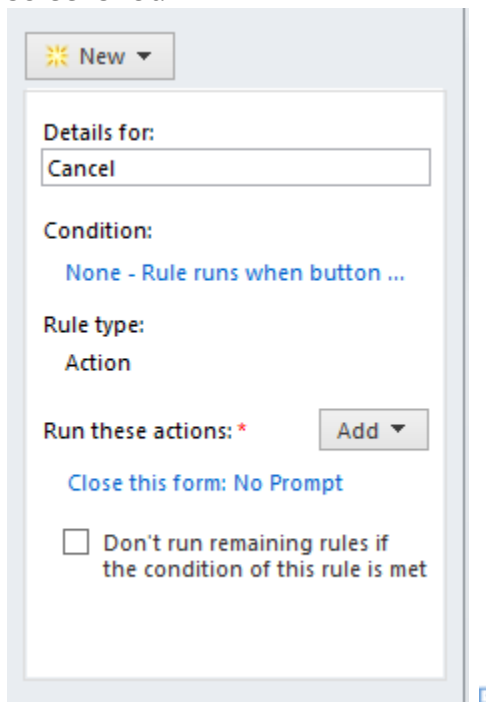 New
Details for:
Cancel
Condition:
None - Rule runs when button ...
Rule type:
Action
Run these actions: * Add
Close this form: No Prompt
Don't run remaining rules if
the condition of this rule is met